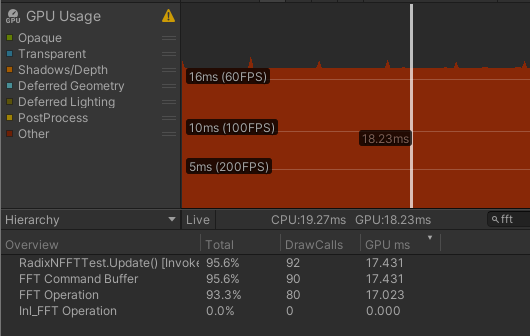 GPU Usage
GPU
Opaque
Transparent
Shadows/Depth
Deferred Geometry
Deferred Lighting
PostProcess
Other
16ms (60FPS)
10ms (100FPS)
18.23ms
5ms (200FPS)
Hierarchy Live CPU:19.27ms GPU:18.23ms fft
Overview Total DrawCalls GPU ms
RadixNFFTTest.Update() [Invoke 95.6% 92 17.431
FFT Command Buffer 95.6% 90 17.431
FFT Operation 93.3% 80 17.023
Inl_FFT Operation 0.0% 0 0.000